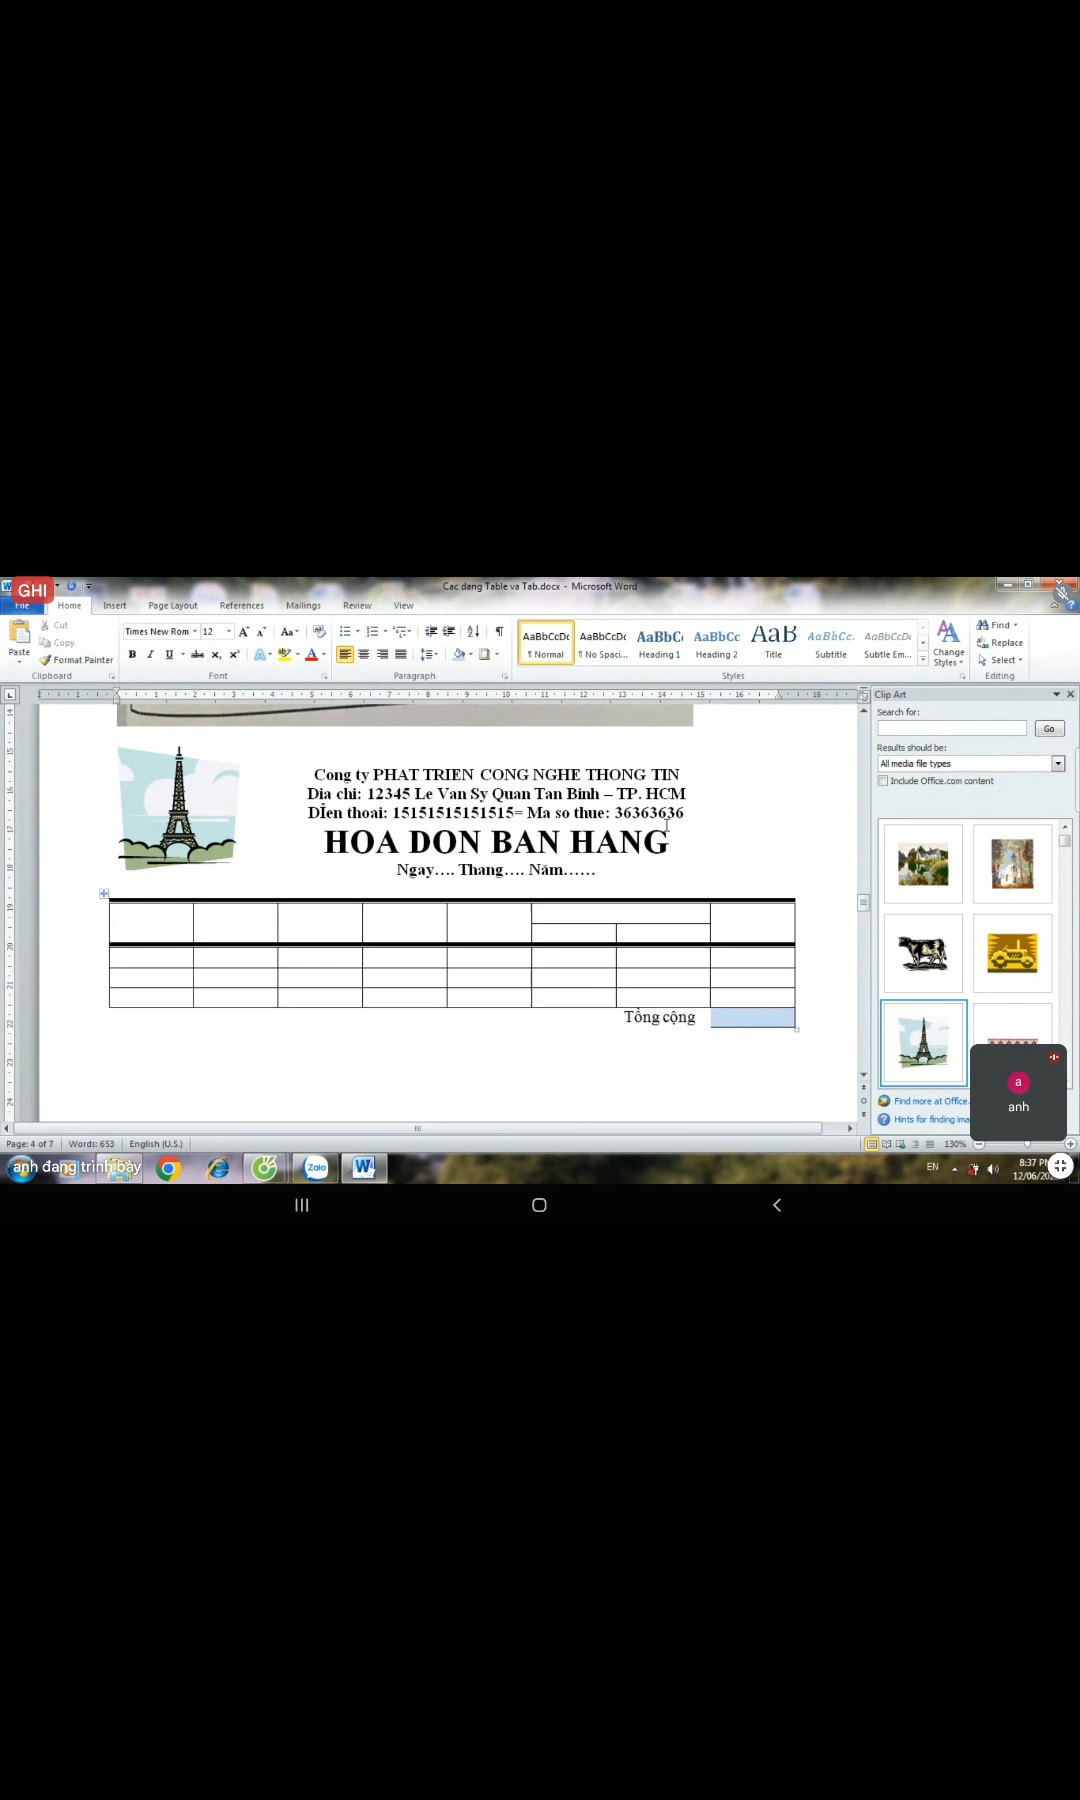 GHI
Cac dang Table va Tab.docx - Microsoft Word
File Home Insert Page Layout References Mailings Review View
Paste
Cut
Copy
Format Painter
Clipboard
Times New Rom 12
Font
Paragraph
AaBbCcDc AaBbCcDc AaBbC AaBbCc AaB AaBbCc. AaBbCcDc
¶ Normal ¶ No Spaci... Heading 1 Heading 2 Title Subtitle Subtle Em...
Change
Styles
Styles
Find
Replace
Select
Editing
Cong ty PHAT TRIEN CONG NGHE THONG TIN
Dia chi: 12345 Le Van Sy Quan Tan Binh – TP. HCM
DỈen thoai: 15151515151515= Ma so thue: 36363636
HOA DON BAN HANG
Ngay…. Thang…. Năm……
Tổng cộng
Clip Art
Search for:
Go
Results should be:
All media file types
Include Office.com content
Find more at Office.
Hints for finding ima
a
anh
Page: 4 of 7 Words: 653 English (U.S.)
130%
anh đang trình bày
Zalo
EN
8:37 P
12/06/20